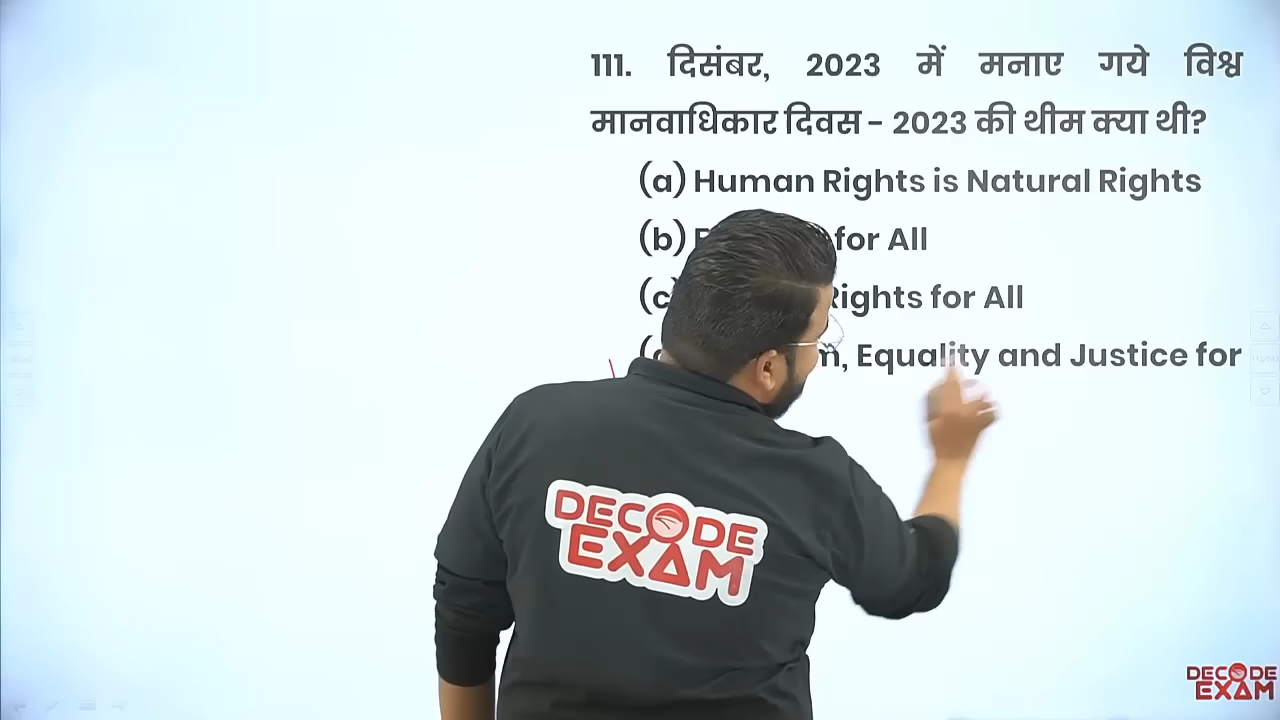 111. दिसंबर, 2023 में मनाए गये विश्व
मानवाधिकार दिवस - 2023 की थीम क्या थी?
(a) Human Rights is Natural Rights
(b) for All
(c Rights for All
Equality and Justice for
DECODE
EXAM
DECODE
EXAM